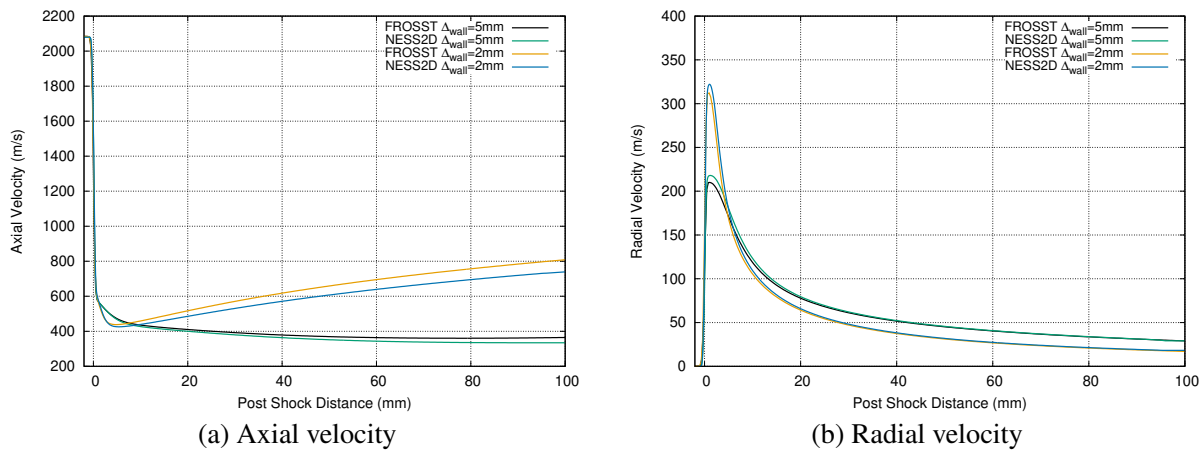 2200
2000
1800
1600
1400
1200
1000
800
600
400
200
Axial Velocity (m/s)
FROSST Δwall=5mm
NESS2D Δwall=5mm
FROSST Δwall=2mm
NESS2D Δwall=2mm
0 20 40 60 80 100
Post Shock Distance (mm)
(a) Axial velocity
400
350
300
250
200
150
100
50
0
Radial Velocity (m/s)
FROSST Δwall=5mm
NESS2D Δwall=5mm
FROSST Δwall=2mm
NESS2D Δwall=2mm
0 20 40 60 80 100
Post Shock Distance (mm)
(b) Radial velocity